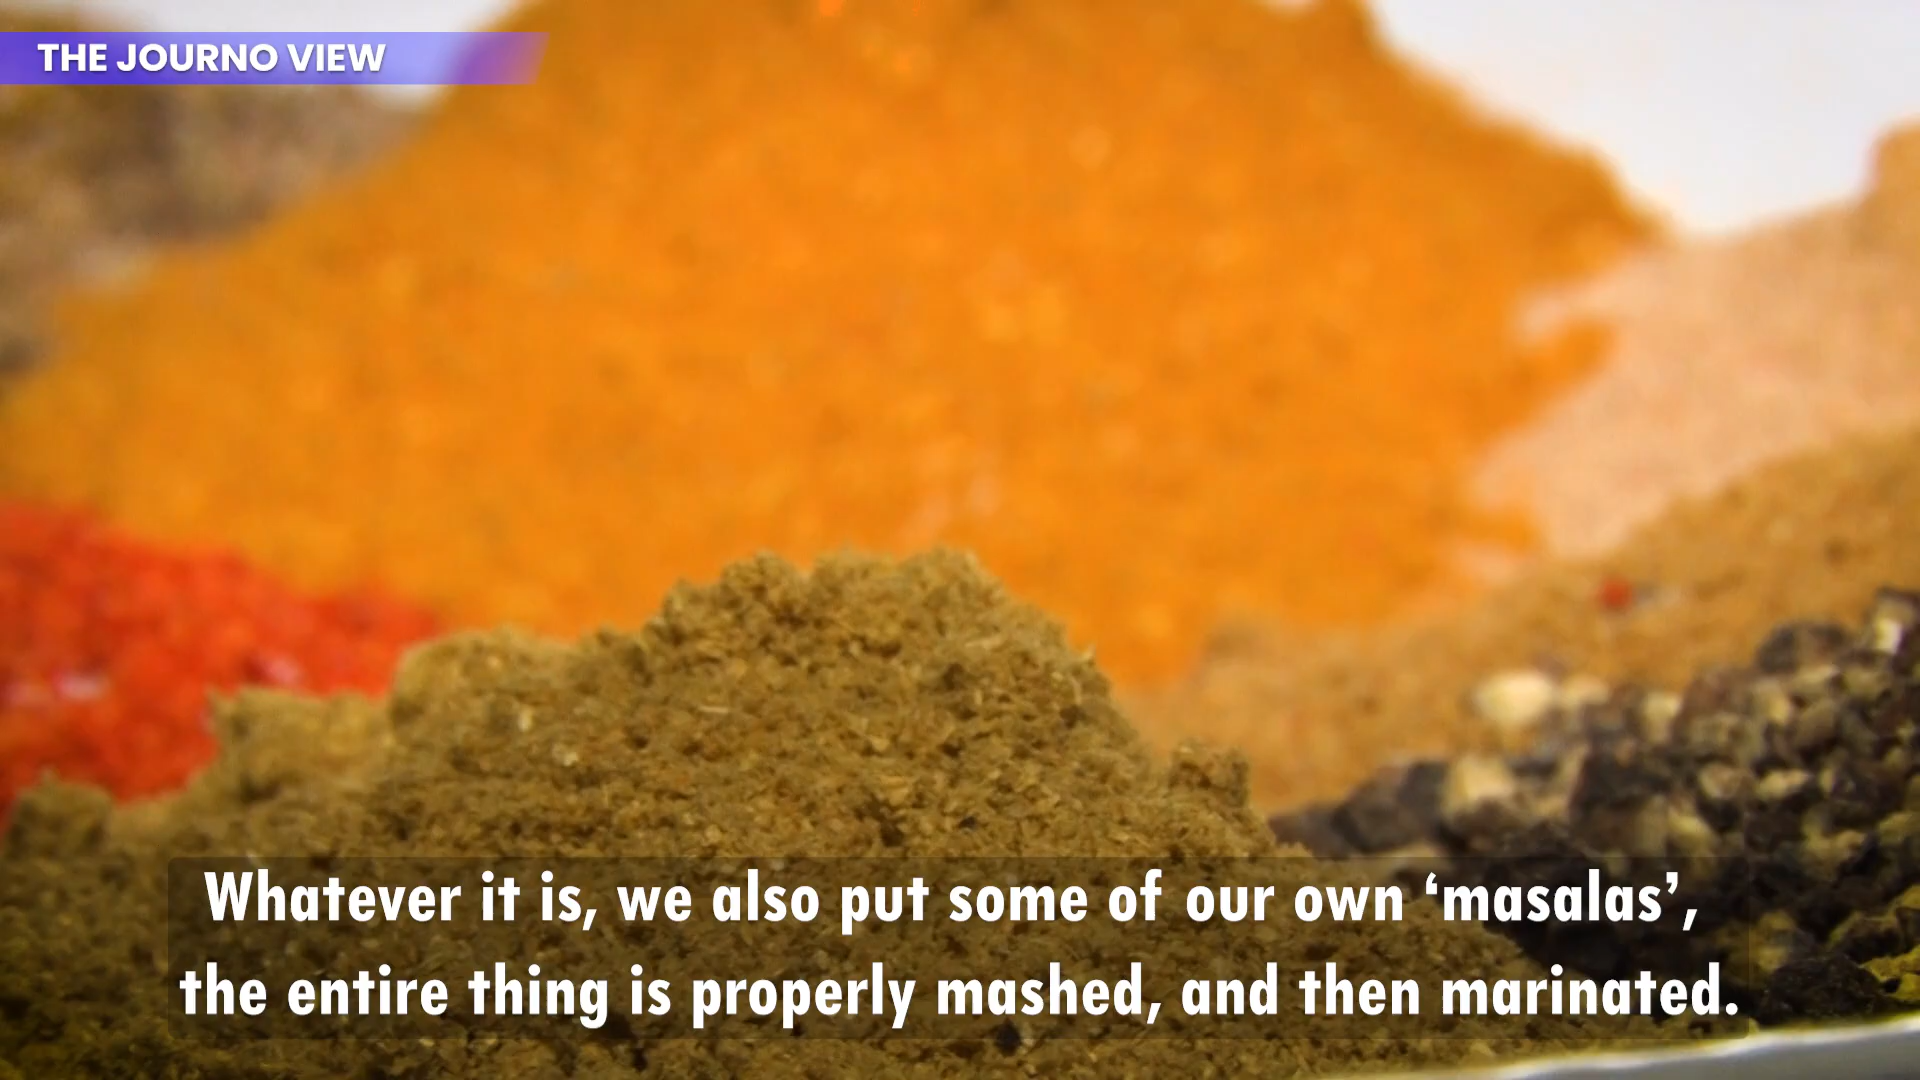 THE JOURNO VIEW
Whatever it is, we also put some of our own ‘masalas’,
the entire thing is properly mashed, and then marinated.